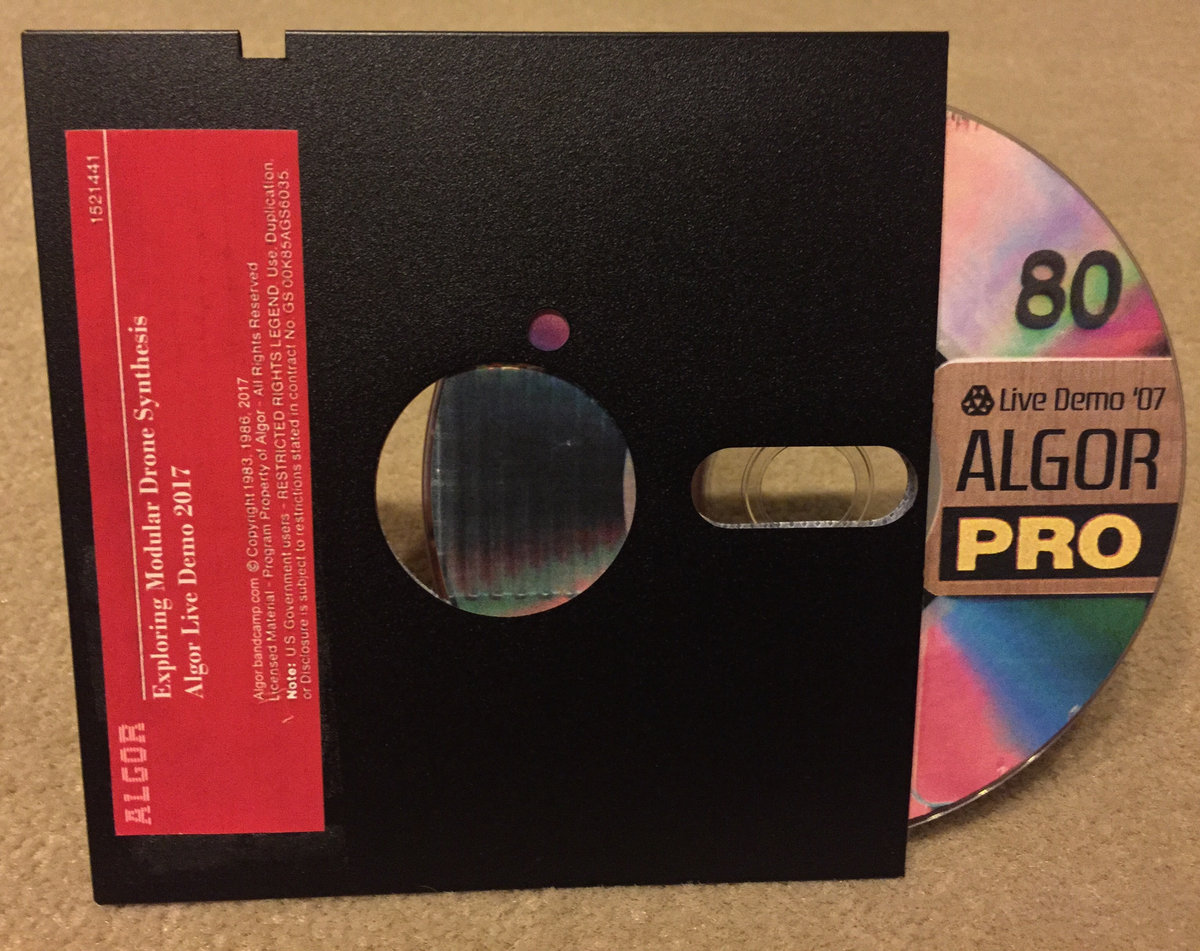 ALGOR
1521441
Exploring Modular Drone Synthesis
Algor Live Demo 2017
Algor.bandcamp.com © Copyright 1983, 1986, 2017
Licensed Material - Program Property of Algor - All Rights Reserved
Note: US Government users - RESTRICTED RIGHTS LEGEND Use, Duplication,
or Disclosure is subject to restrictions stated in contract No. GS 00K85AGS6035
80
Live Demo '07
ALGOR
PRO